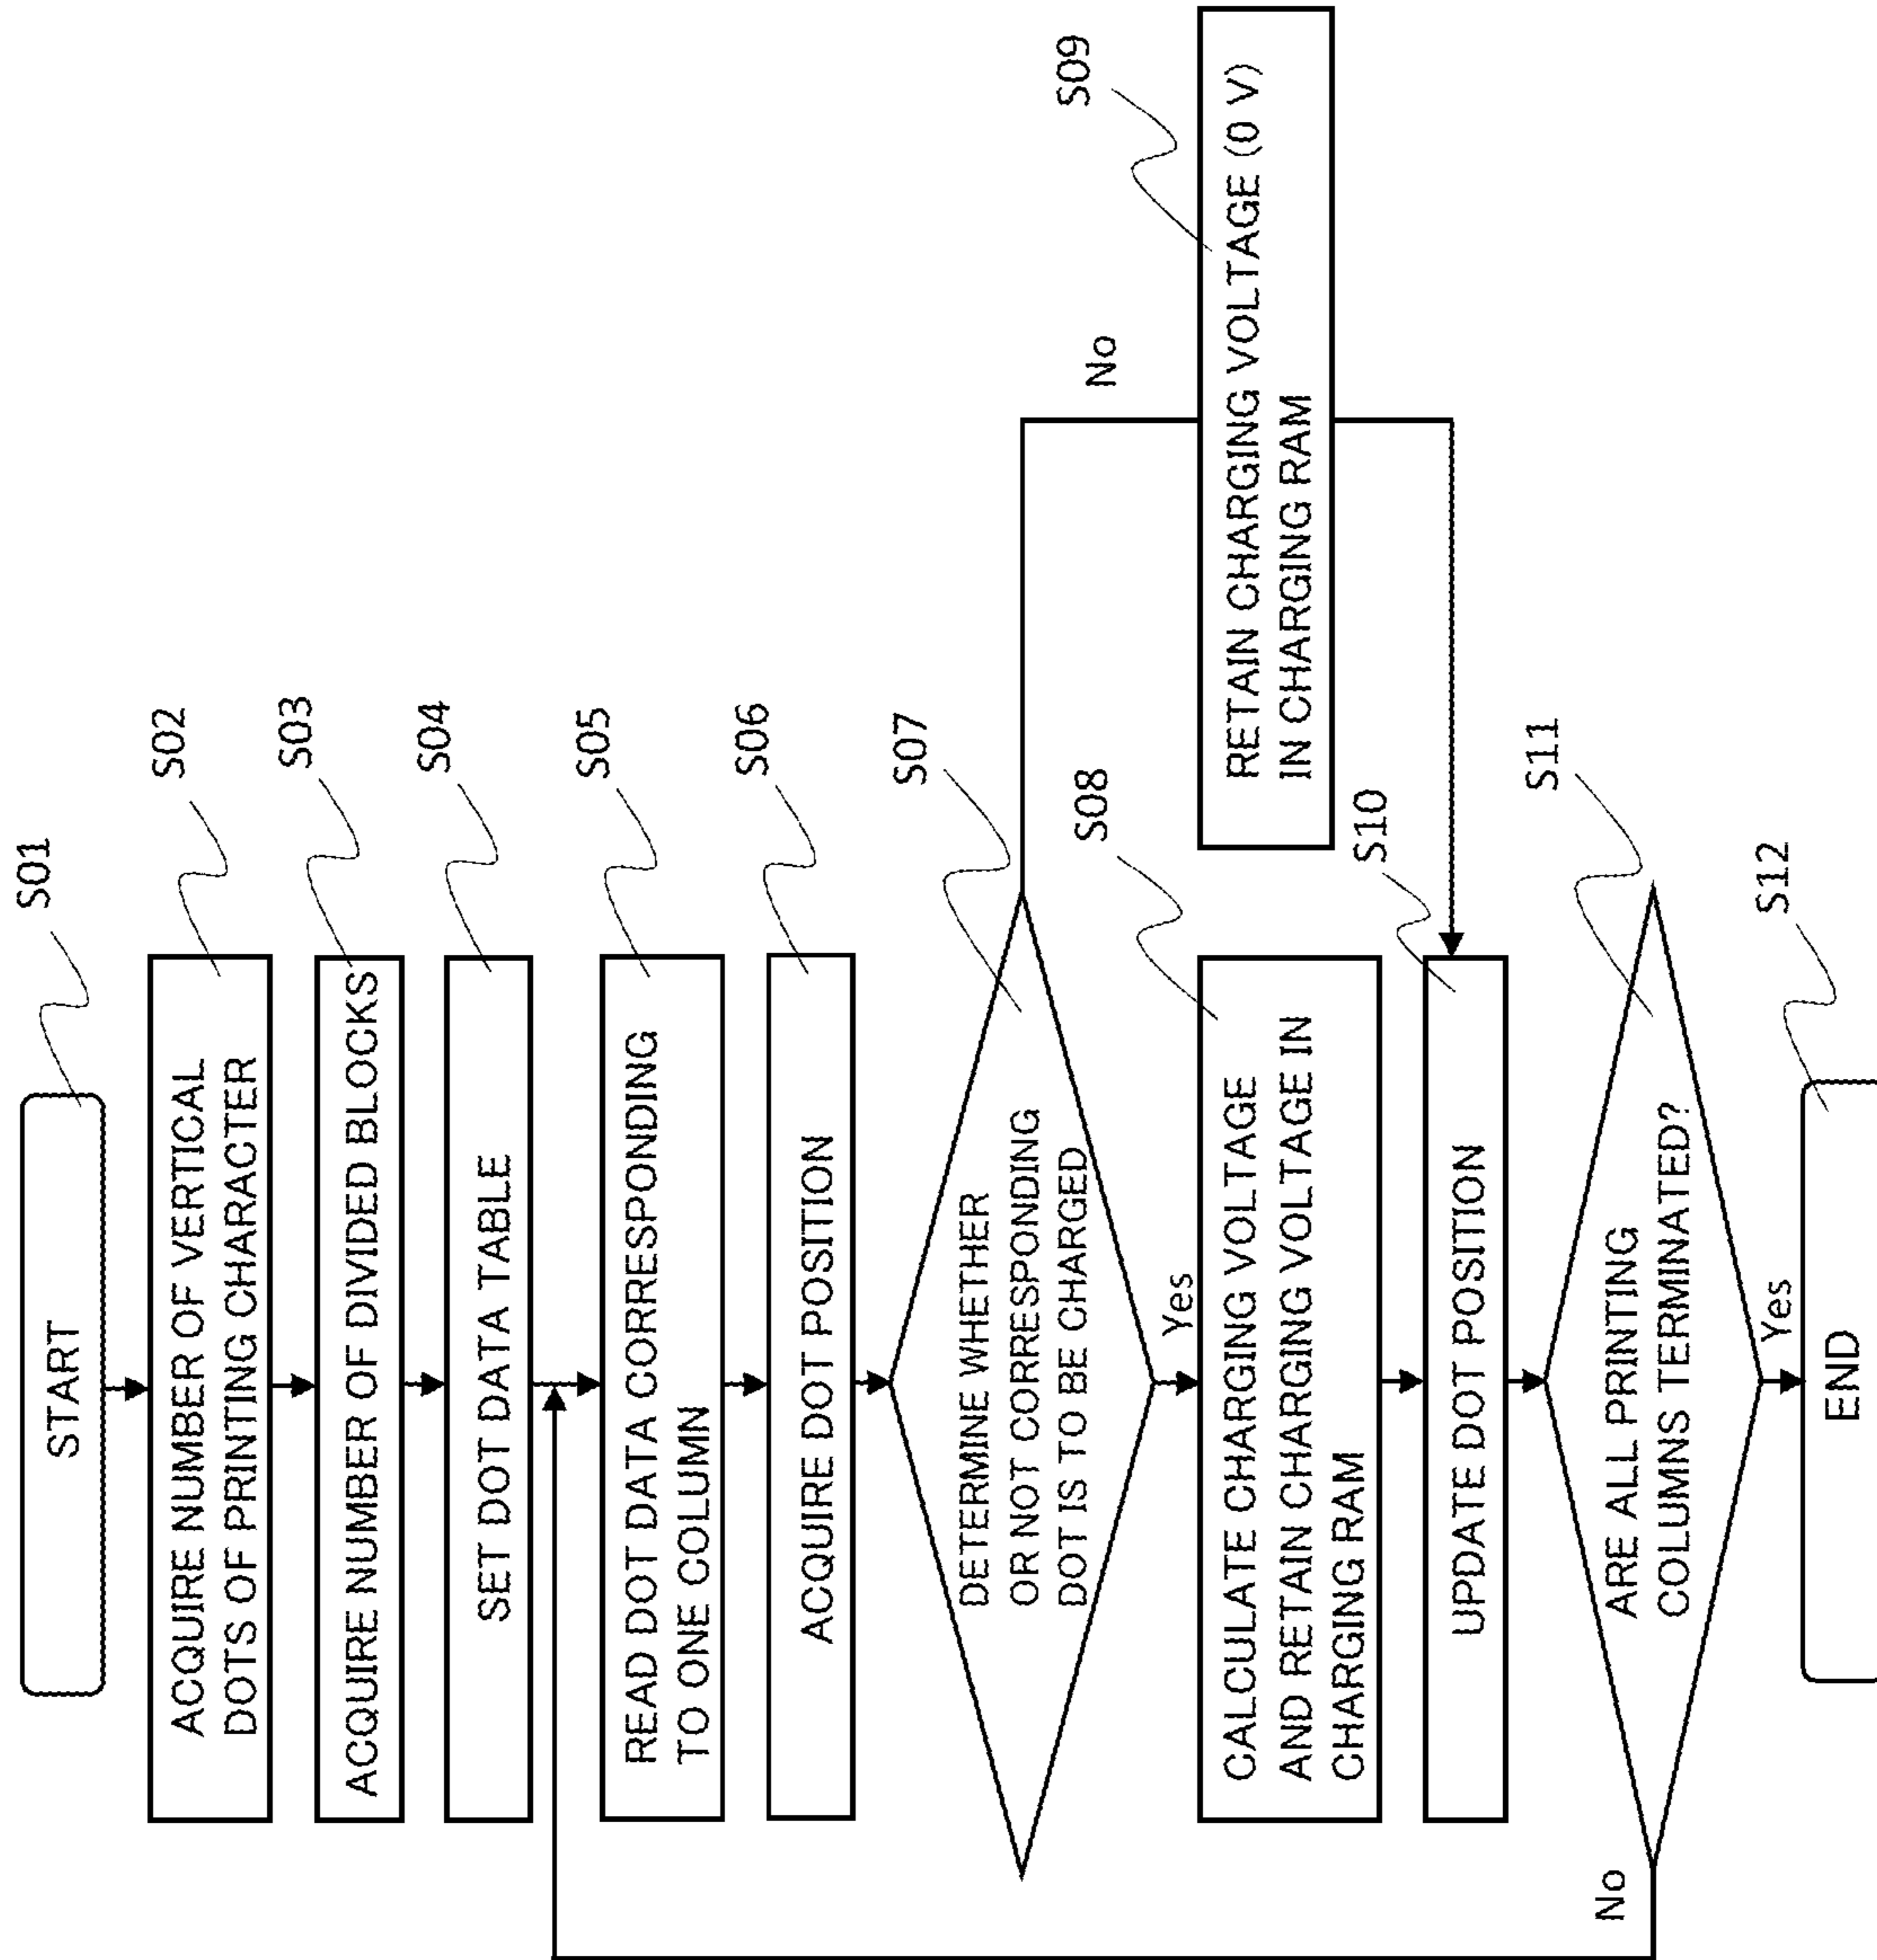 START
S01
ACQUIRE NUMBER OF VERTICAL
DOTS OF PRINTING CHARACTER
S02
ACQUIRE NUMBER OF DIVIDED BLOCKS
S03
SET DOT DATA TABLE
S04
READ DOT DATA CORRESPONDING
TO ONE COLUMN
S05
ACQUIRE DOT POSITION
S06
DETERMINE WHETHER
OR NOT CORRESPONDING
DOT IS TO BE CHARGED
S07
No
Yes
CALCULATE CHARGING VOLTAGE
AND RETAIN CHARGING VOLTAGE IN
CHARGING RAM
S08
RETAIN CHARGING VOLTAGE (0 V)
IN CHARGING RAM
S09
UPDATE DOT POSITION
S10
ARE ALL PRINTING
COLUMNS TERMINATED?
S11
No
Yes
END
S12